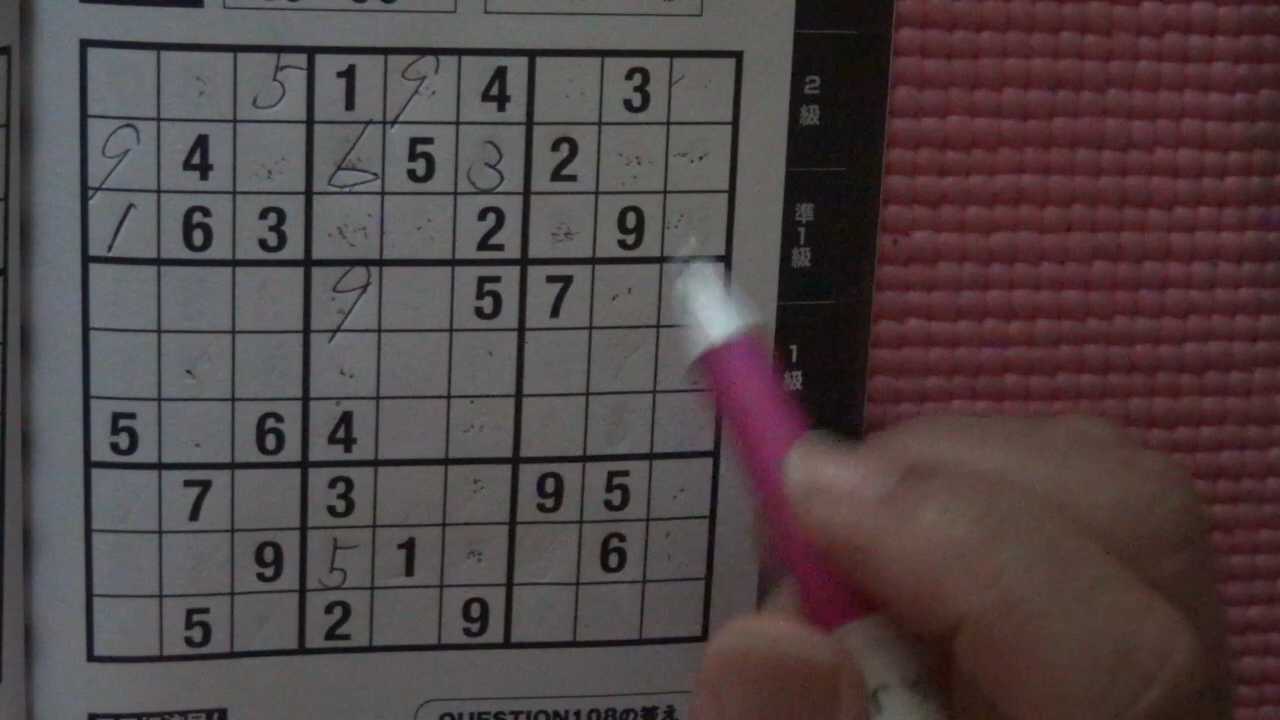 5 1 9 4 3
9 4 6 5 3 2
1 6 3 2 9
9 5 7
5 6 4
7 3 9 5
9 5 1 6
5 2 9
2級
準1級
1級
QUESTION108の答え